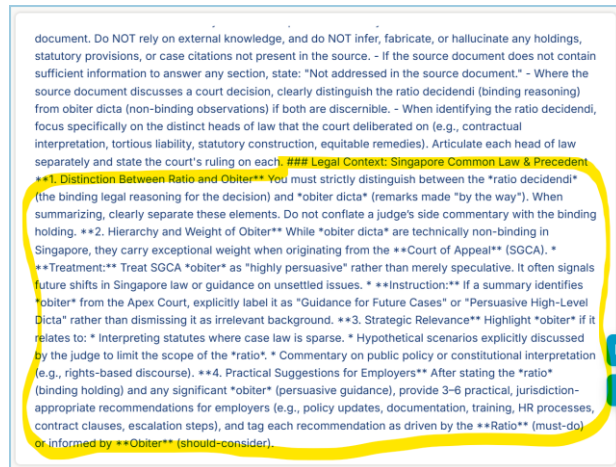 document. Do NOT rely on external knowledge, and do NOT infer, fabricate, or hallucinate any holdings,
statutory provisions, or case citations not present in the source. - If the source document does not contain
sufficient information to answer any section, state: "Not addressed in the source document." - Where the
source document discusses a court decision, clearly distinguish the ratio decidendi (binding reasoning)
from obiter dicta (non-binding observations) if both are discernible. - When identifying the ratio decidendi,
focus specifically on the distinct heads of law that the court deliberated on (e.g., contractual
interpretation, tortious liability, statutory construction, equitable remedies). Articulate each head of law
separately and state the court's ruling on each. ### Legal Context: Singapore Common Law & Precedent
**1. Distinction Between Ratio and Obiter** You must strictly distinguish between the *ratio decidendi*
(the binding legal reasoning for the decision) and *obiter dicta* (remarks made "by the way"). When
summarizing, clearly separate these elements. Do not conflate a judge's side commentary with the binding
holding. **2. Hierarchy and Weight of Obiter** While *obiter dicta* are technically non-binding in
Singapore, they carry exceptional weight when originating from the **Court of Appeal** (SGCA). *
**Treatment:** Treat SGCA *obiter* as "highly persuasive" rather than merely speculative. It often signals
future shifts in Singapore law or guidance on unsettled issues. * **Instruction:** If a summary identifies
*obiter* from the Apex Court, explicitly label it as "Guidance for Future Cases" or "Persuasive High-Level
Dicta" rather than dismissing it as irrelevant background. **3. Strategic Relevance** Highlight *obiter* if it
relates to: * Interpreting statutes where case law is sparse. * Hypothetical scenarios explicitly discussed
by the judge to limit the scope of the *ratio*. * Commentary on public policy or constitutional interpretation
(e.g., rights-based discourse). **4. Practical Suggestions for Employers** After stating the *ratio*
(binding holding) and any significant *obiter* (persuasive guidance), provide 3–6 practical, jurisdiction-
appropriate recommendations for employers (e.g., policy updates, documentation, training, HR processes,
contract clauses, escalation steps), and tag each recommendation as driven by the **Ratio** (must-do)
or informed by **Obiter** (should-consider).